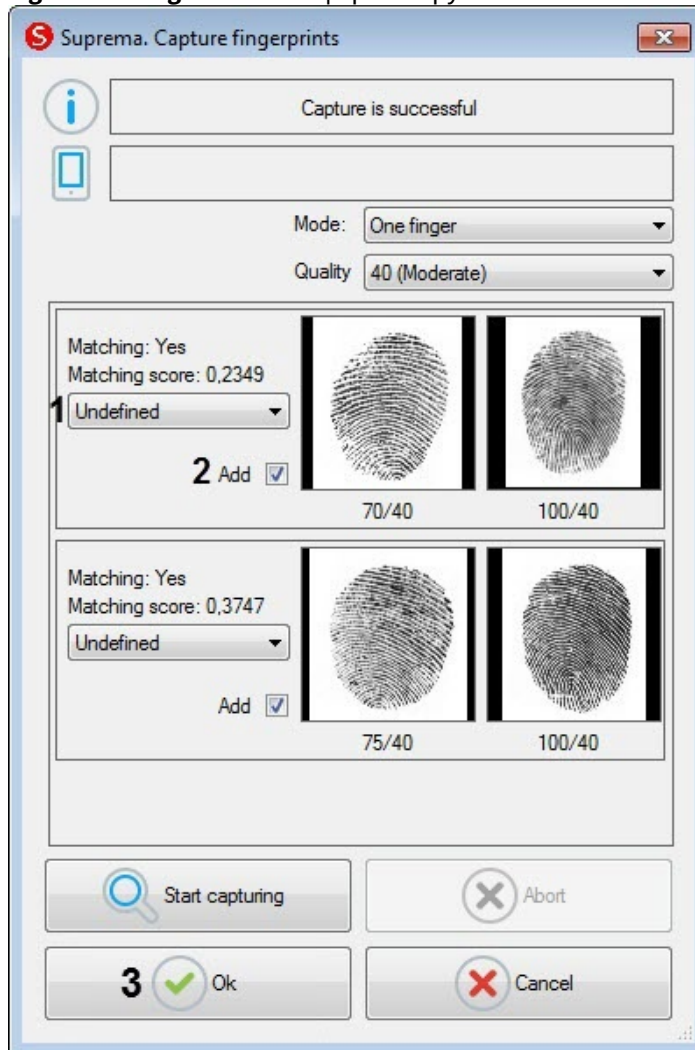 Suprema. Capture fingerprints
Capture is successful
Mode: One finger
Quality 40 (Moderate)
Matching: Yes
Matching score: 0,2349
1 Undefined
2 Add
70/40 100/40
Matching: Yes
Matching score: 0,3747
Undefined
Add
75/40 100/40
Start capturing Abort
3 Ok Cancel